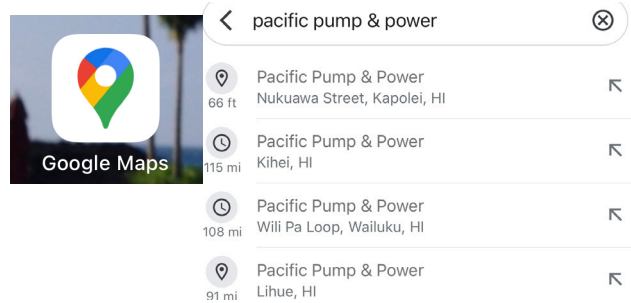 Google Maps
pacific pump & power
Pacific Pump & Power
66 ft
Nukuawa Street, Kapolei, HI
Pacific Pump & Power
115 mi
Kihei, HI
Pacific Pump & Power
108 mi
Wili Pa Loop, Wailuku, HI
Pacific Pump & Power
91 mi
Lihue, HI